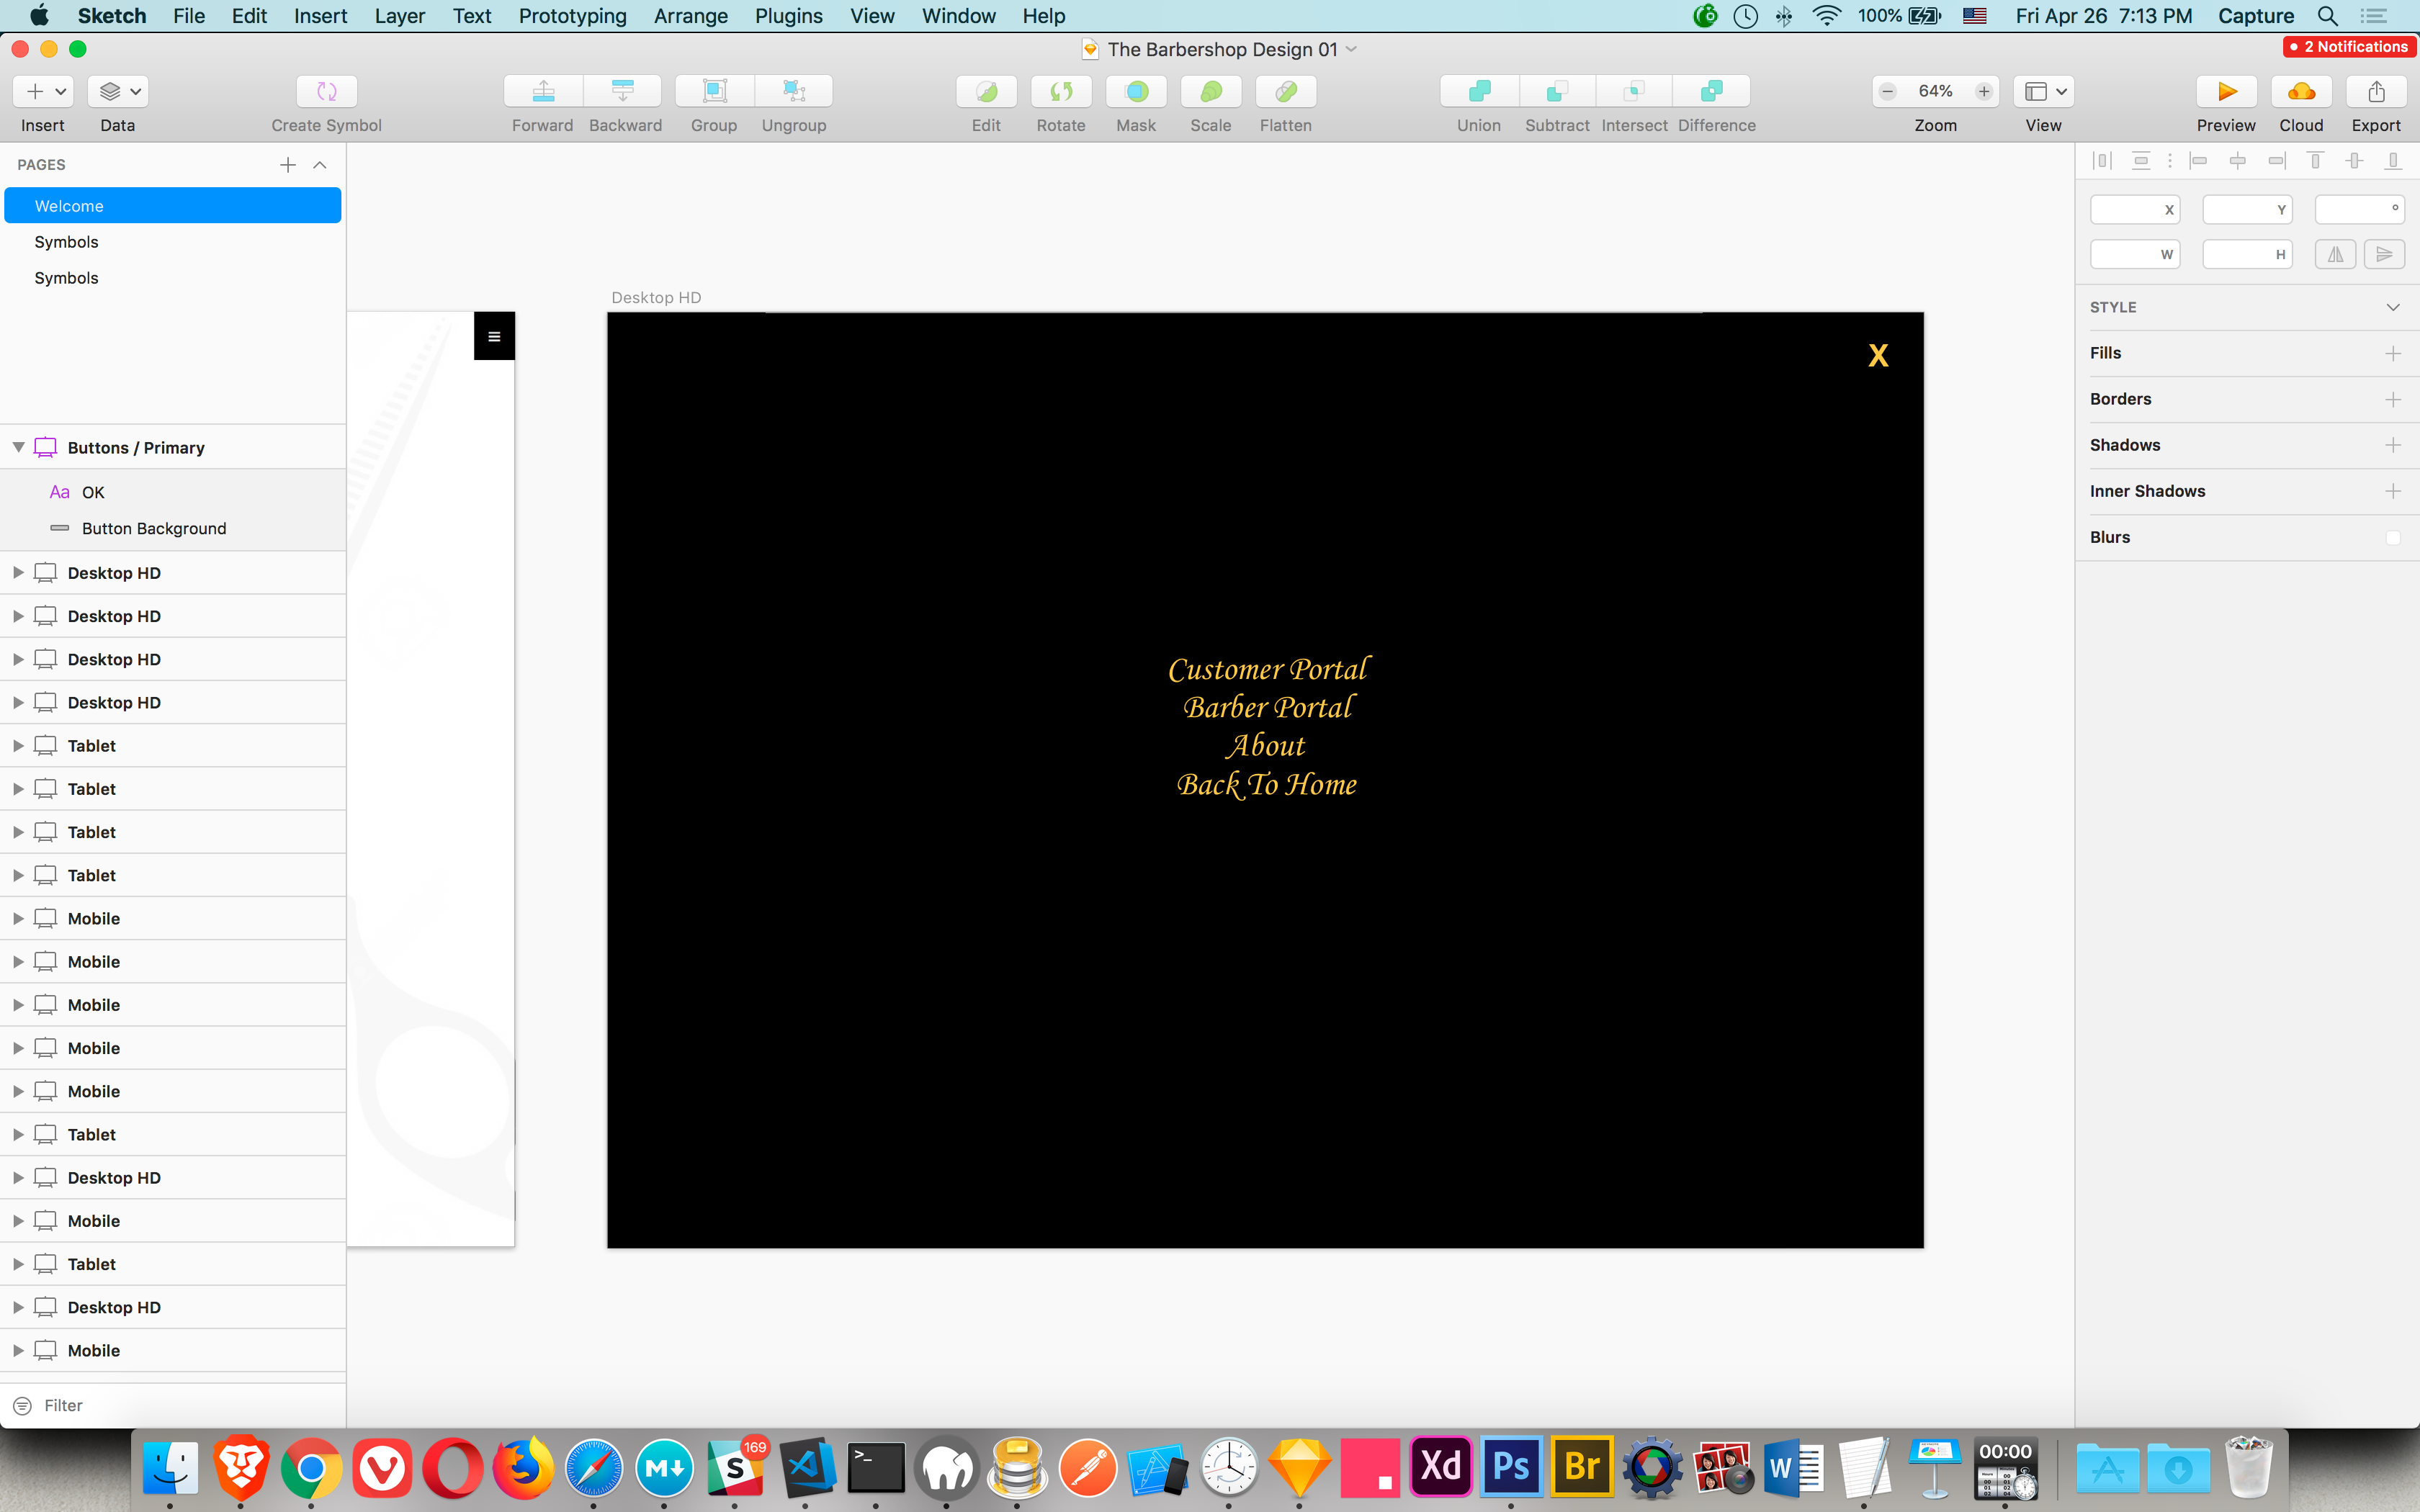 Sketch File Edit Insert Layer Text Prototyping Arrange Plugins View Window Help 100% Fri Apr 26 7:13 PM Capture
The Barbershop Design 01
2 Notifications
64%
Insert Data Create Symbol Forward Backward Group Ungroup Edit Rotate Mask Scale Flatten Union Subtract Intersect Difference Zoom View Preview Cloud Export
PAGES
Welcome
Symbols
Symbols
Buttons / Primary
Aa OK
Button Background
Desktop HD
Desktop HD
Desktop HD
Desktop HD
Tablet
Tablet
Tablet
Tablet
Mobile
Mobile
Mobile
Mobile
Mobile
Tablet
Desktop HD
Mobile
Tablet
Desktop HD
Mobile
Filter
Desktop HD
X
Customer Portal
Barber Portal
About
Back To Home
X Y °
W H
STYLE
Fills
Borders
Shadows
Inner Shadows
Blurs
M S 169 >_ Xd Ps Br W 00:00